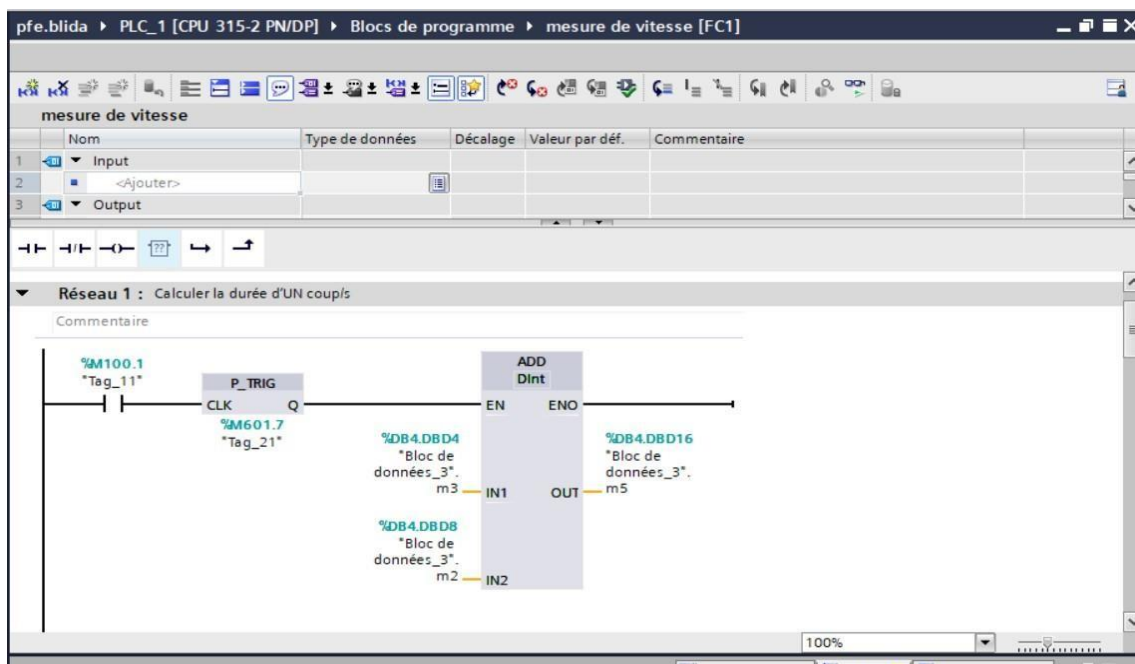 pfe.blida ▸ PLC_1 [CPU 315-2 PN/DP] ▸ Blocs de programme ▸ mesure de vitesse [FC1]
mesure de vitesse
Nom Type de données Décalage Valeur par déf. Commentaire
1 Input
2 <Ajouter>
3 Output
??
Réseau 1 : Calculer la durée d'UN coup/s
Commentaire
%M100.1
"Tag_11"
P_TRIG
CLK Q
%M601.7
"Tag_21"
ADD
DInt
EN ENO
%DB4.DBD4
"Bloc de
données_3".
m3
IN1
%DB4.DBD16
"Bloc de
données_3".
m5
OUT
%DB4.DBD8
"Bloc de
données_3".
m2
IN2
100%